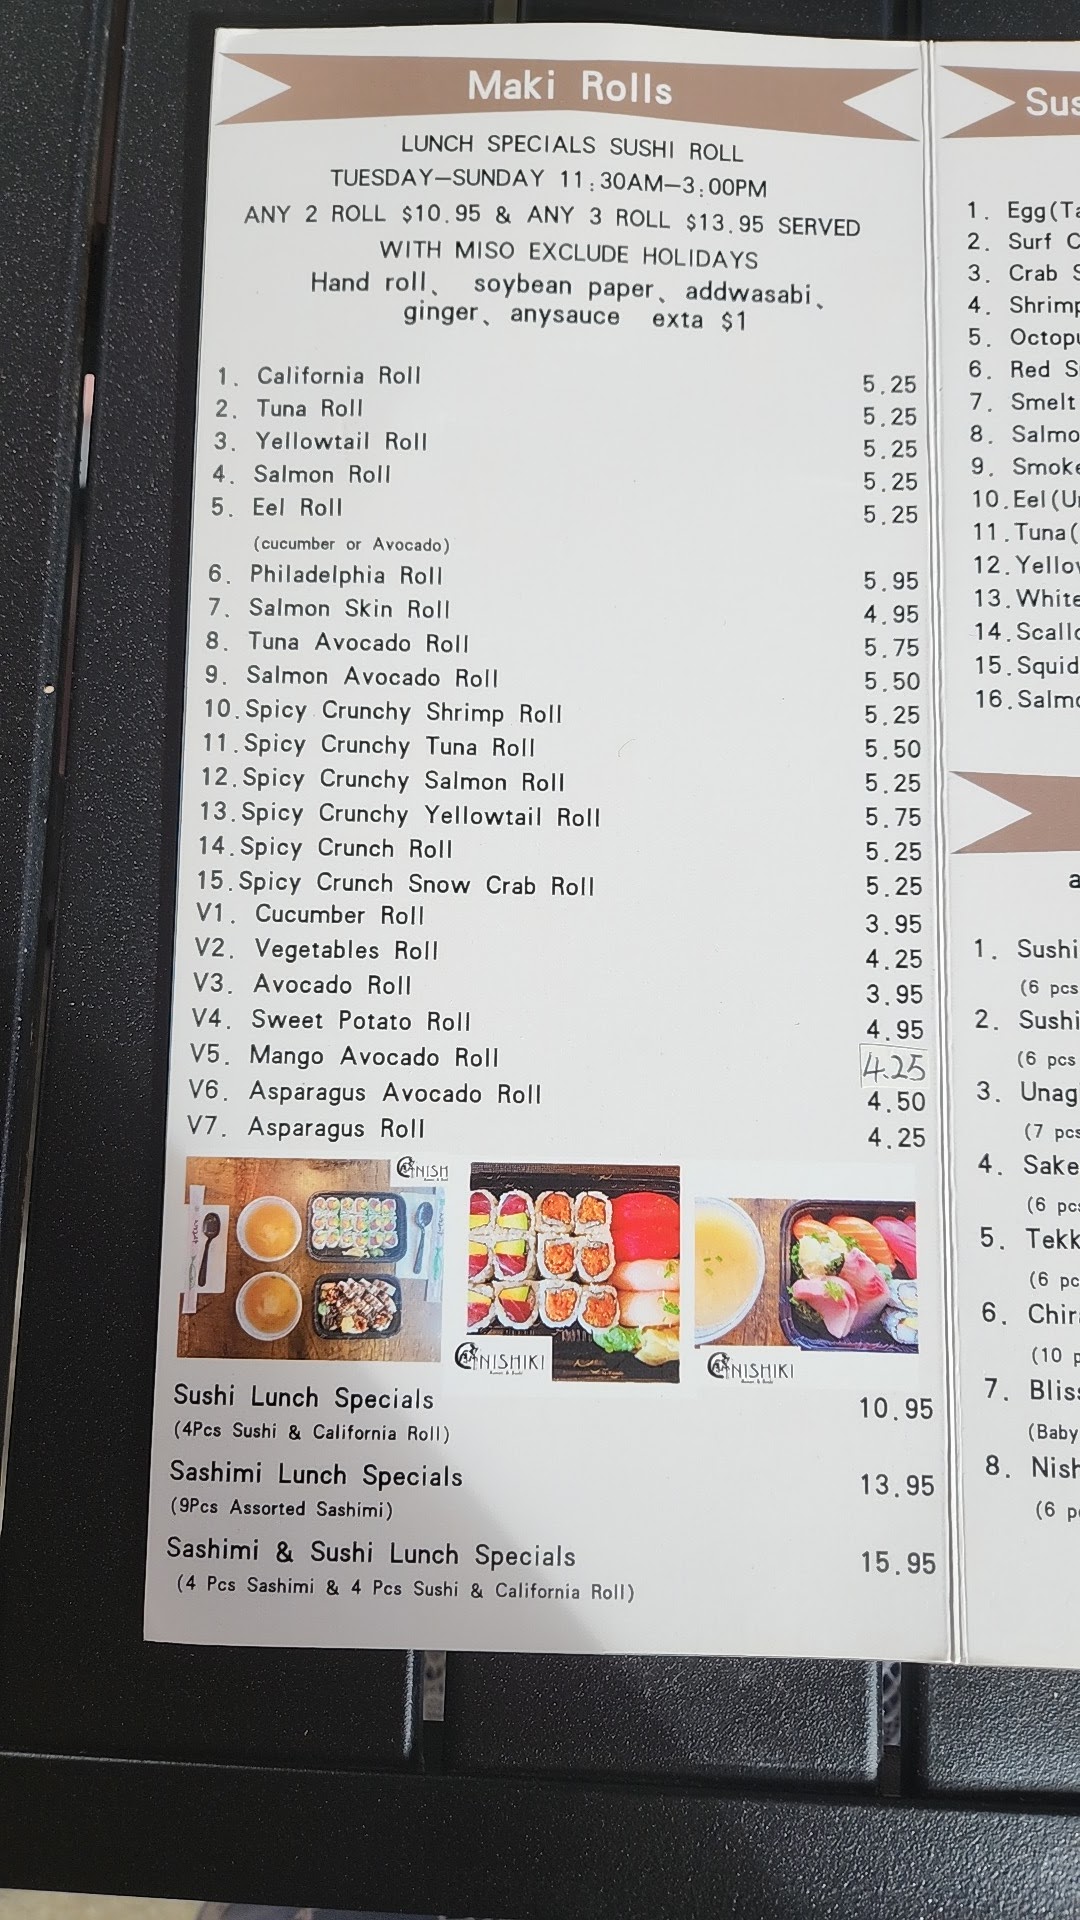 Maki Rolls
LUNCH SPECIALS SUSHI ROLL
TUESDAY—SUNDAY 11:30AM—3:00PM
ANY 2 ROLL $10.95 & ANY 3 ROLL $13.95 SERVED
WITH MISO EXCLUDE HOLIDAYS
Hand roll、 soybean paper、addwasabi、
ginger、anysauce exta $1
1. California Roll 5.25
2. Tuna Roll 5.25
3. Yellowtail Roll 5.25
4. Salmon Roll 5.25
5. Eel Roll 5.25
(cucumber or Avocado)
6. Philadelphia Roll 5.95
7. Salmon Skin Roll 4.95
8. Tuna Avocado Roll 5.75
9. Salmon Avocado Roll 5.50
10.Spicy Crunchy Shrimp Roll 5.25
11.Spicy Crunchy Tuna Roll 5.50
12.Spicy Crunchy Salmon Roll 5.25
13.Spicy Crunchy Yellowtail Roll 5.75
14.Spicy Crunch Roll 5.25
15.Spicy Crunch Snow Crab Roll 5.25
V1. Cucumber Roll 3.95
V2. Vegetables Roll 4.25
V3. Avocado Roll 3.95
V4. Sweet Potato Roll 4.95
V5. Mango Avocado Roll 4.25
V6. Asparagus Avocado Roll 4.50
V7. Asparagus Roll 4.25
NISH
NISHIKI
NISHIKI
Sushi Lunch Specials 10.95
(4Pcs Sushi & California Roll)
Sashimi Lunch Specials 13.95
(9Pcs Assorted Sashimi)
Sashimi & Sushi Lunch Specials 15.95
(4 Pcs Sashimi & 4 Pcs Sushi & California Roll)
Sus
1. Egg(Ta
2. Surf C
3. Crab S
4. Shrimp
5. Octopu
6. Red S
7. Smelt
8. Salmo
9. Smoke
10.Eel(Un
11.Tuna(
12.Yellow
13.White
14.Scallo
15.Squid
16.Salmo
a
1. Sushi
(6 pcs
2. Sushi
(6 pcs
3. Unag
(7 pcs
4. Sake
(6 pcs
5. Tekk
(6 pc
6. Chir
(10 p
7. Bliss
(Baby
8. Nish
(6 p